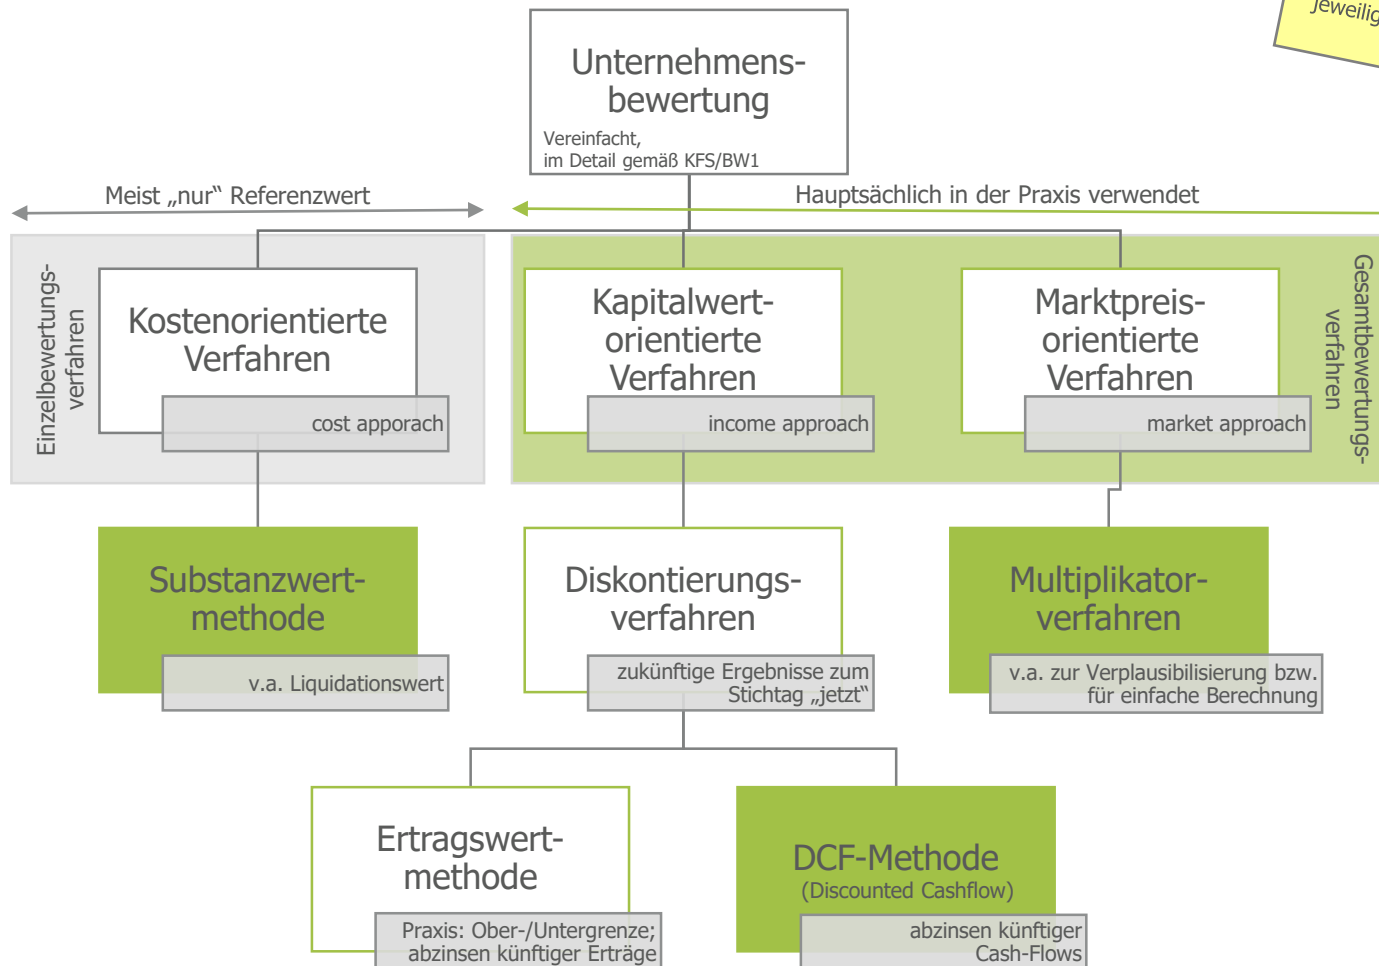 jeweilig
Unternehmens-
bewertung
Vereinfacht,
im Detail gemäß KFS/BW1
Meist „nur“ Referenzwert
Hauptsächlich in der Praxis verwendet
Einzelbewertungs-
verfahren
Kostenorientierte
Verfahren
cost apporach
Kapitalwert-
orientierte
Verfahren
income approach
Marktpreis-
orientierte
Verfahren
market approach
Gesamtbewertungs-
verfahren
Substanzwert-
methode
v.a. Liquidationswert
Diskontierungs-
verfahren
zukünftige Ergebnisse zum
Stichtag „jetzt“
Multiplikator-
verfahren
v.a. zur Verplausibilisierung bzw.
für einfache Berechnung
Ertragswert-
methode
Praxis: Ober-/Untergrenze;
abzinsen künftiger Erträge
DCF-Methode
(Discounted Cashflow)
abzinsen künftiger
Cash-Flows